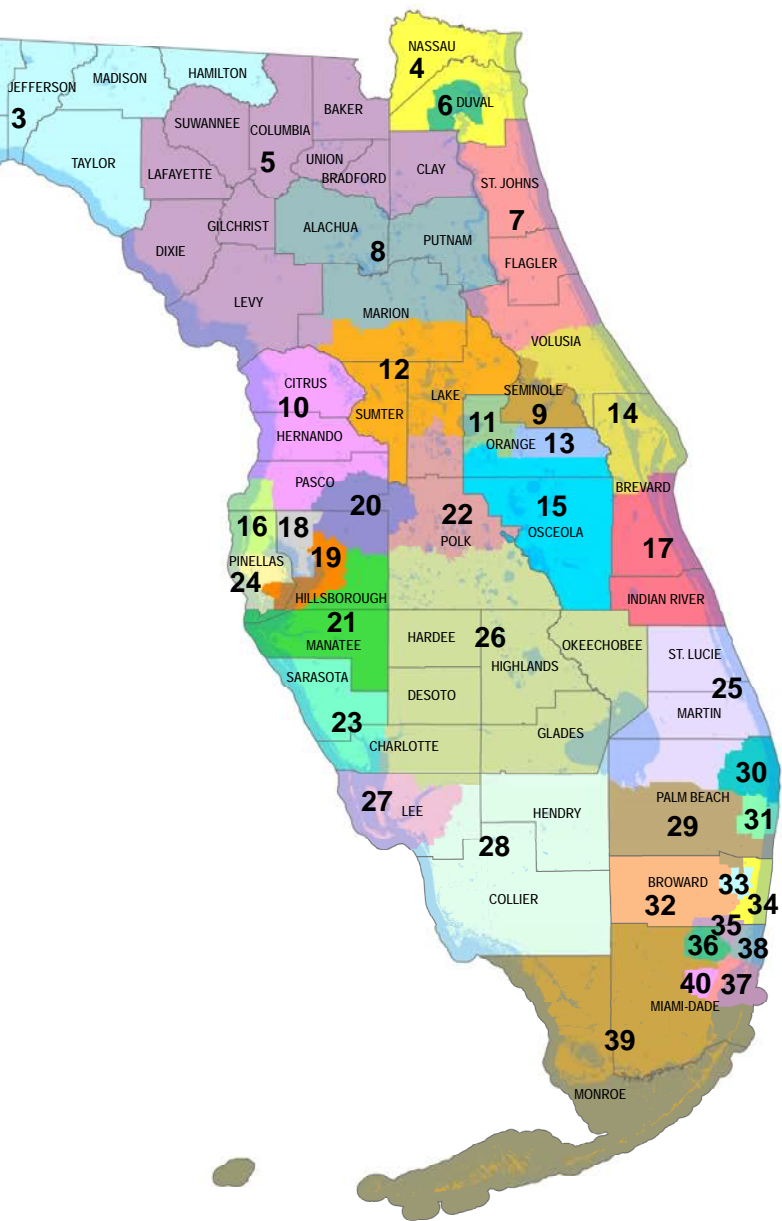 NASSAU
4
HAMILTON
MADISON
JEFFERSON
3
6 DUVAL
BAKER
SUWANNEE
COLUMBIA
5
UNION
BRADFORD
CLAY
TAYLOR
LAFAYETTE
ST. JOHNS
7
GILCHRIST
ALACHUA
8
PUTNAM
DIXIE
FLAGLER
LEVY
MARION
VOLUSIA
12
CITRUS
10
LAKE
SEMINOLE
9
SUMTER
11
14
HERNANDO
ORANGE 13
PASCO
20
22
15
BREVARD
16
18
POLK
OSCEOLA
17
PINELLAS
19
24
HILLSBOROUGH
INDIAN RIVER
21
MANATEE
HARDEE
26
HIGHLANDS
OKEECHOBEE
ST. LUCIE
SARASOTA
25
DESOTO
MARTIN
23
CHARLOTTE
GLADES
30
27
LEE
HENDRY
PALM BEACH
31
29
28
BROWARD
33
32
34
COLLIER
35
36
38
40
37
MIAMI-DADE
39
MONROE